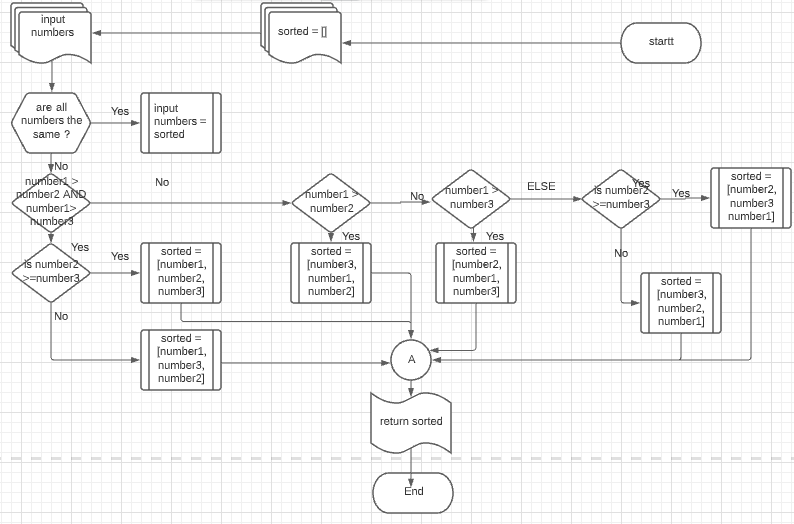 input
numbers
sorted = []
startt
are all
numbers the
same ?
Yes
input
numbers =
sorted
No
number1 >
number2 AND
number1>
number3
No
number1 >
number2
No
number1 >
number3
ELSE
is number2
>=number3
Yes
Yes
sorted =
[number2,
number3
number1]
Yes
is number2
>=number3
Yes
sorted =
[number1,
number2,
number3]
Yes
sorted =
[number3,
number1,
number2]
Yes
sorted =
[number2,
number1,
number3]
No
sorted =
[number3,
number2,
number1]
No
sorted =
[number1,
number3,
number2]
A
return sorted
End